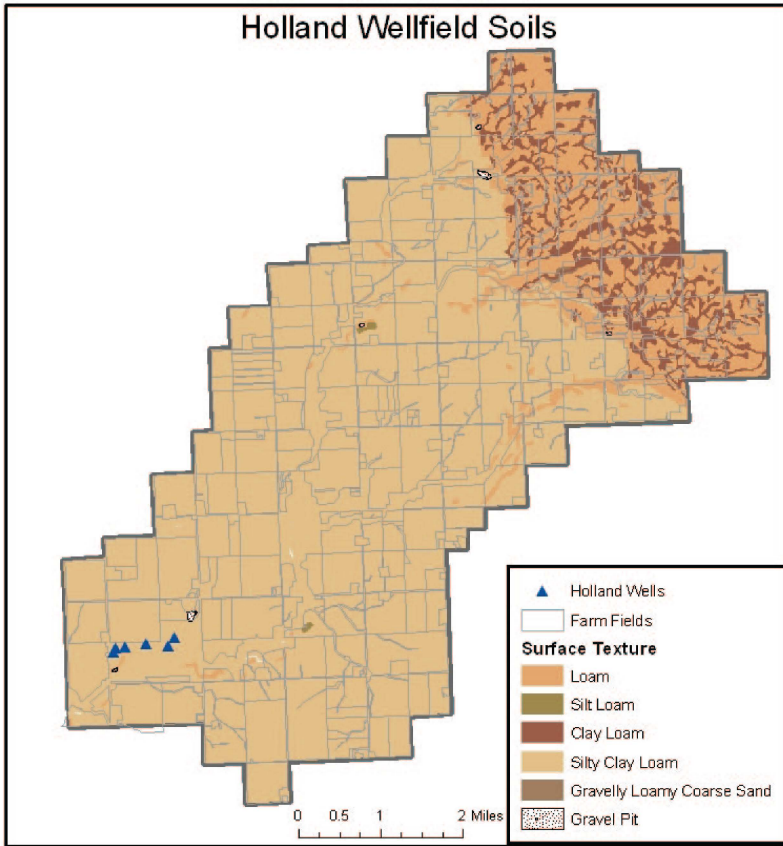 Holland Wellfield Soils
Holland Wells
Farm Fields
Surface Texture
Loam
Silt Loam
Clay Loam
Silty Clay Loam
Gravelly Loamy Coarse Sand
Gravel Pit
0 0.5 1 2 Miles